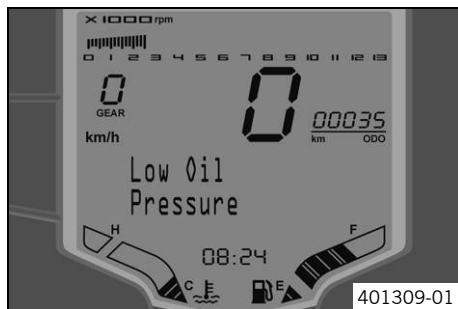 X 1000 rpm
0 1 2 3 4 5 6 7 8 9 10 11 12 13
0
GEAR
0
00035
km ODO
km/h
Low Oil
Pressure
H
F
08:24
C
E
401309-01